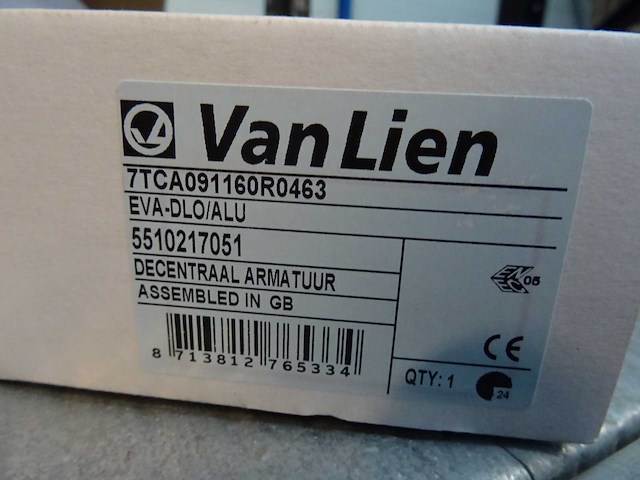 Van Lien
7TCA091160R0463
EVA-DLO/ALU
5510217051
DECENTRAAL ARMATUUR
ASSEMBLED IN GB
ENEC 05
CE
8 713812 765334
QTY: 1
24